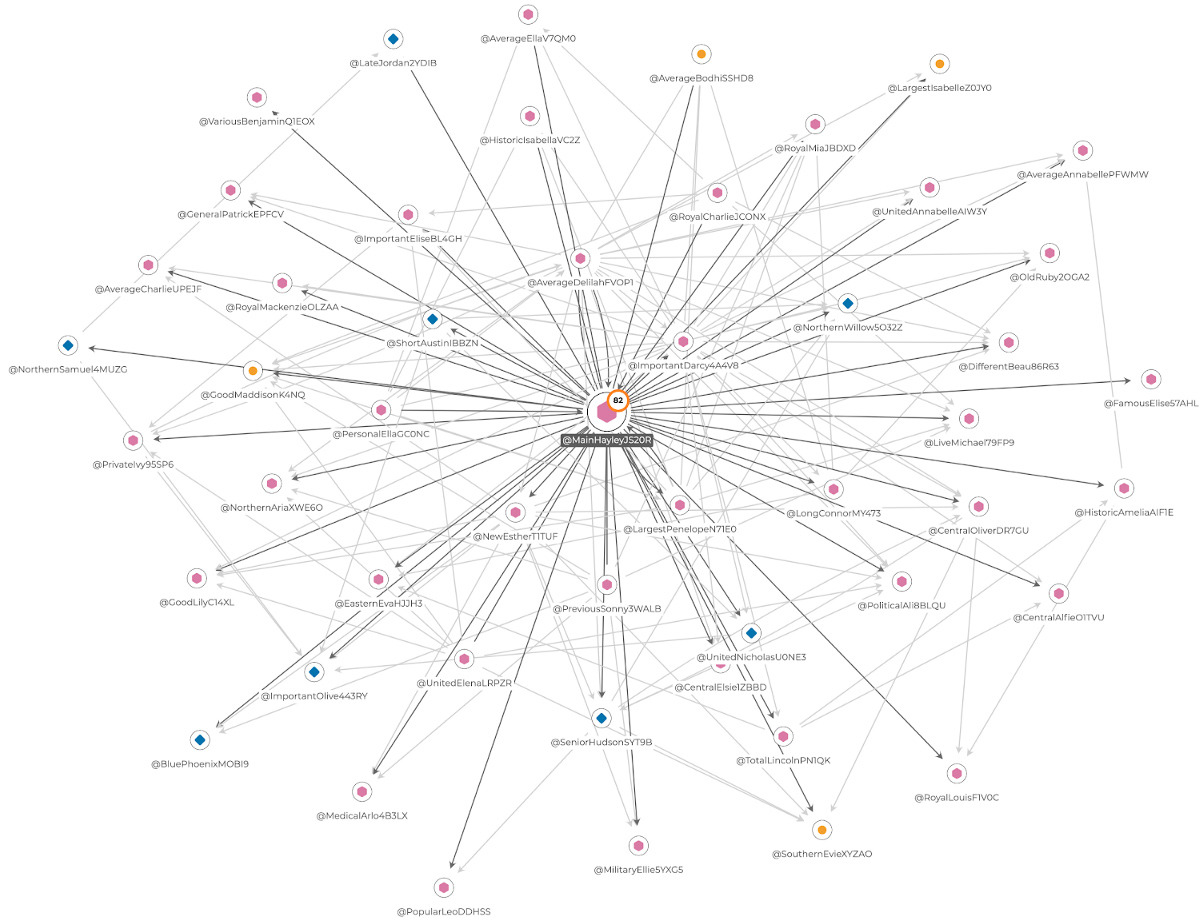 @AverageEllaV7QM0
@LateJordan2YDIB
@AverageBodhiSSHD8
@LargestIsabelleZ0JY0
@VariousBenjaminQ1EOX
@HistoricIsabellaVC2Z
@RoyalMiaJBDXD
@AverageAnnabellePFWMW
@GeneralPatrickEPFCV
@RoyalCharlieJCONX
@UnitedAnnabelleAIW3Y
@ImportantEliseBL4GH
@AverageCharlieUPEJF
@AverageDelilahFVOP1
@OldRuby2OGA2
@RoyalMackenzieOLZAA
@NorthernWillow5O32Z
@ShortAustinIBBZN
@NorthernSamuel4MUZG
@ImportantDarcy4A4V8
@DifferentBeau86R63
@GoodMaddisonK4NQ
82
@FamousElise57AHL
@PersonalEllaGC0NC
@MainHayleyJS20R
@LiveMichael79FP9
@PrivateIvy95SP6
@NorthernAriaXWE6O
@LongConnorMY473
@HistoricAmeliaAIF1E
@NewEstherT1TUF
@LargestPenelopeN71E0
@CentralOliverDR7GU
@GoodLilyC14XL
@EasternEvaHJJH3
@PreviousSonny3WALB
@PoliticalAli8BLQU
@CentralAlfieO1TVU
@UnitedNicholasU0NE3
@UnitedElenaLRPZR
@CentralElsie1ZBBD
@ImportantOlive443RY
@SeniorHudsonSYT9B
@BluePhoenixMOBI9
@TotalLincolnPN1QK
@RoyalLouisF1V0C
@MedicalArlo4B3LX
@SouthernEvieXYZAO
@MilitaryEllie5YXG5
@PopularLeoDDHSS